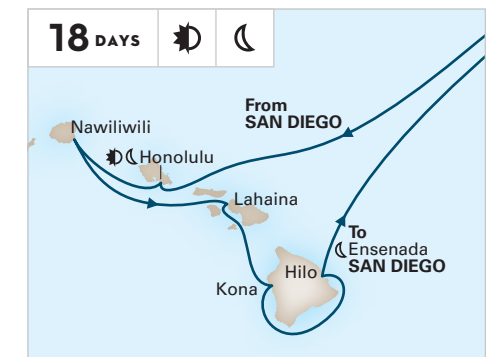 18 DAYS
From
SAN DIEGO
Nawiliwili
Honolulu
Lahaina
To
Ensenada
SAN DIEGO
Hilo
Kona